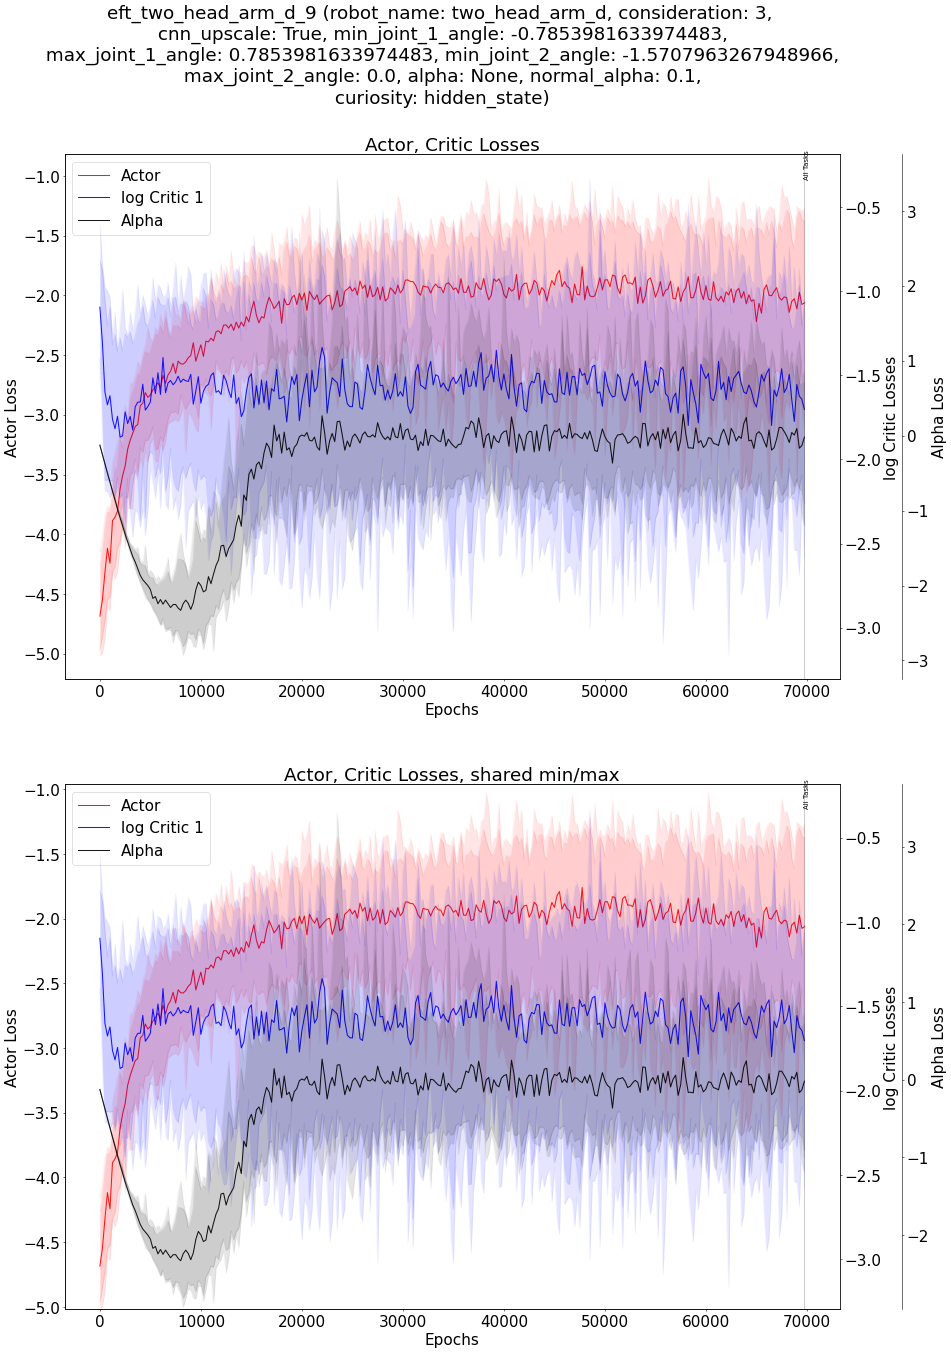 eft_two_head_arm_d_9 (robot_name: two_head_arm_d, consideration: 3,
cnn_upscale: True, min_joint_1_angle: -0.7853981633974483,
max_joint_1_angle: 0.7853981633974483, min_joint_2_angle: -1.5707963267948966,
max_joint_2_angle: 0.0, alpha: None, normal_alpha: 0.1,
curiosity: hidden_state)
Actor, Critic Losses
Actor
log Critic 1
Alpha
All Tasks
−1.0
−1.5
−2.0
−2.5
−3.0
−3.5
−4.0
−4.5
−5.0
Actor Loss
0
10000
20000
30000
40000
50000
60000
70000
Epochs
−0.5
−1.0
−1.5
−2.0
−2.5
−3.0
log Critic Losses
3
2
1
0
−1
−2
−3
Alpha Loss
Actor, Critic Losses, shared min/max
Actor
log Critic 1
Alpha
All Tasks
−1.0
−1.5
−2.0
−2.5
−3.0
−3.5
−4.0
−4.5
−5.0
Actor Loss
0
10000
20000
30000
40000
50000
60000
70000
Epochs
−0.5
−1.0
−1.5
−2.0
−2.5
−3.0
log Critic Losses
3
2
1
0
−1
−2
Alpha Loss